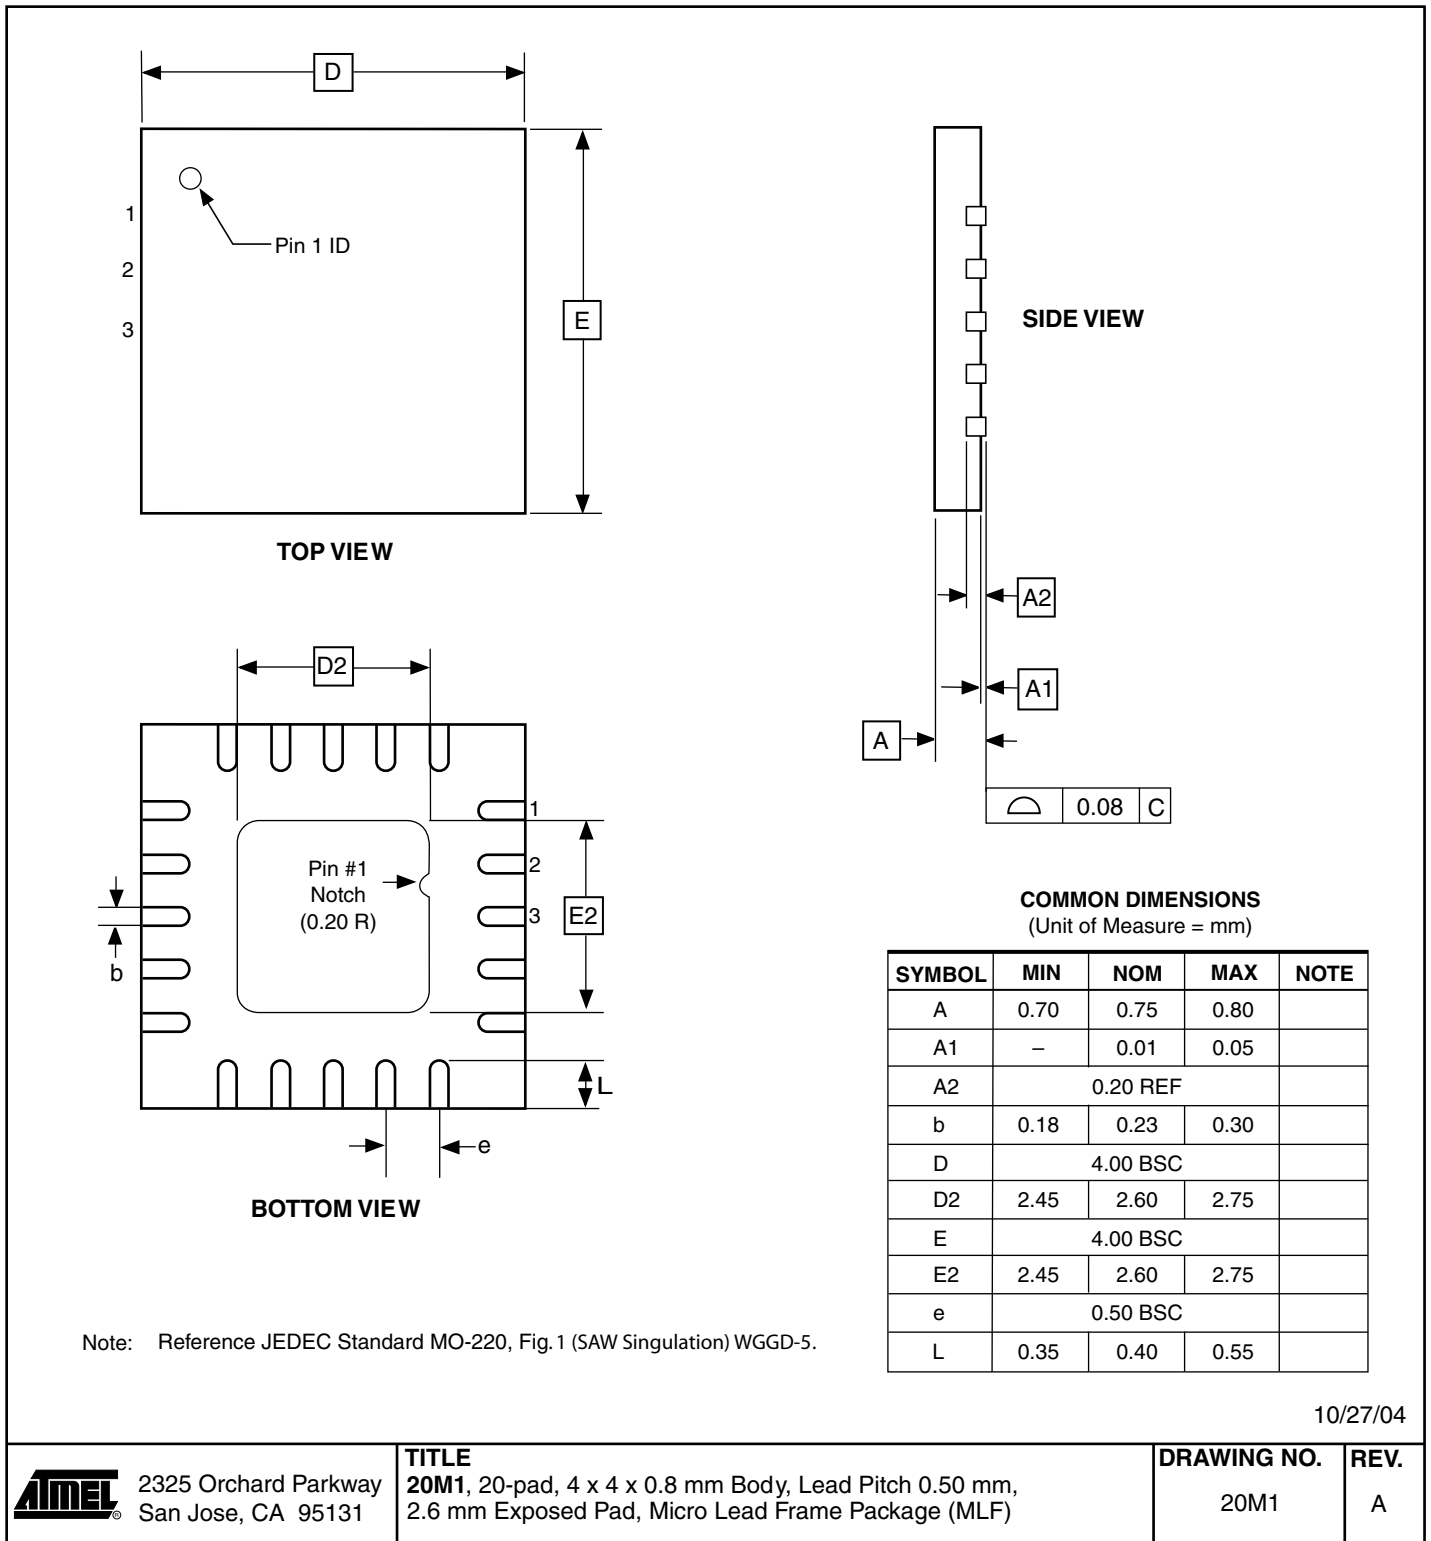 D
1
2
3
Pin 1 ID
E
TOP VIEW
SIDE VIEW
A2
A1
A
0.08 C
D2
1
2
3
Pin #1
Notch
(0.20 R)
E2
b
L
e
BOTTOM VIEW
COMMON DIMENSIONS
(Unit of Measure = mm)
SYMBOL MIN NOM MAX NOTE
A 0.70 0.75 0.80
A1 – 0.01 0.05
A2 0.20 REF
b 0.18 0.23 0.30
D 4.00 BSC
D2 2.45 2.60 2.75
E 4.00 BSC
E2 2.45 2.60 2.75
e 0.50 BSC
L 0.35 0.40 0.55
Note: Reference JEDEC Standard MO-220, Fig. 1 (SAW Singulation) WGGD-5.
10/27/04
ATMEL ®
2325 Orchard Parkway
San Jose, CA 95131
TITLE
20M1, 20-pad, 4 x 4 x 0.8 mm Body, Lead Pitch 0.50 mm,
2.6 mm Exposed Pad, Micro Lead Frame Package (MLF)
DRAWING NO.
20M1
REV.
A